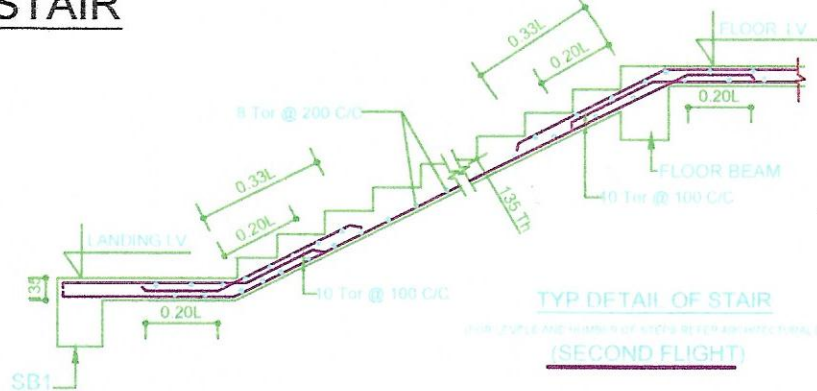 STAIR
FLOOR LV
0.33L
0.20L
0.20L
8 Tor @ 200 C/C
FLOOR BEAM
10 Tor @ 100 C/C
135 Th
0.33L
0.20L
LANDING LV
135
10 Tor @ 100 C/C
0.20L
SB1
TYP DETAIL OF STAIR
(SECOND FLIGHT)